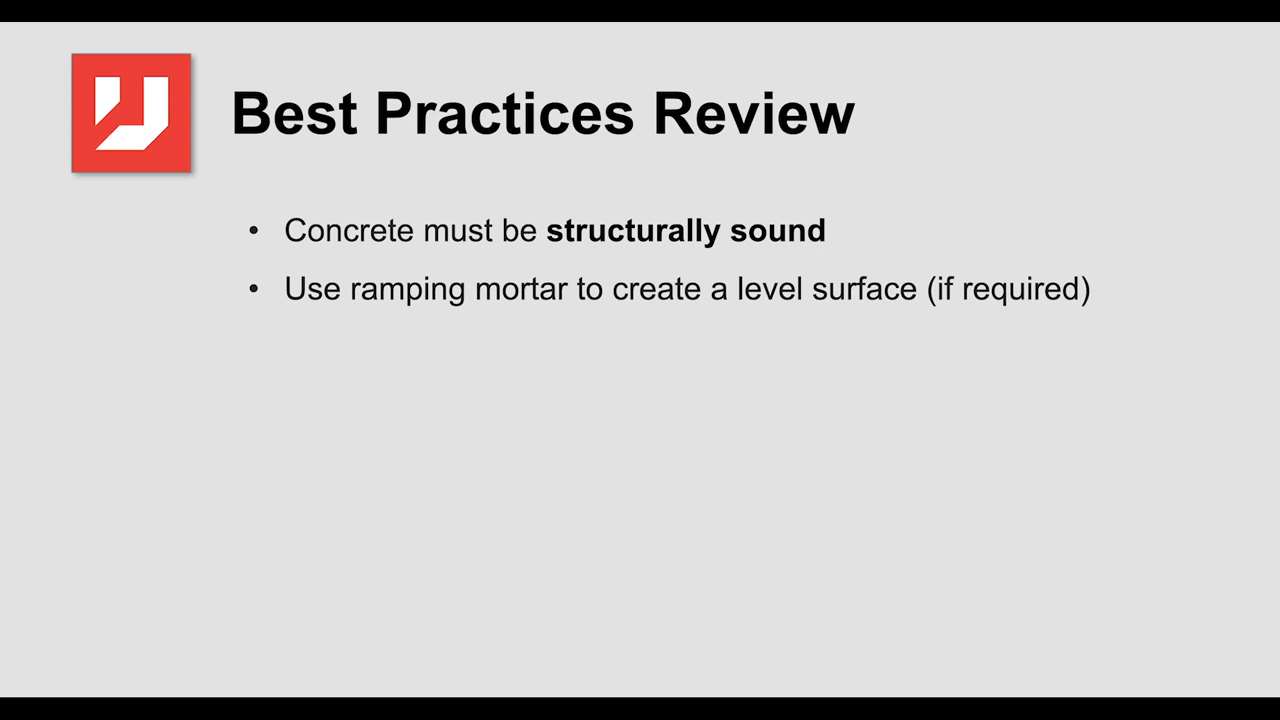 Best Practices Review
• Concrete must be structurally sound
• Use ramping mortar to create a level surface (if required)